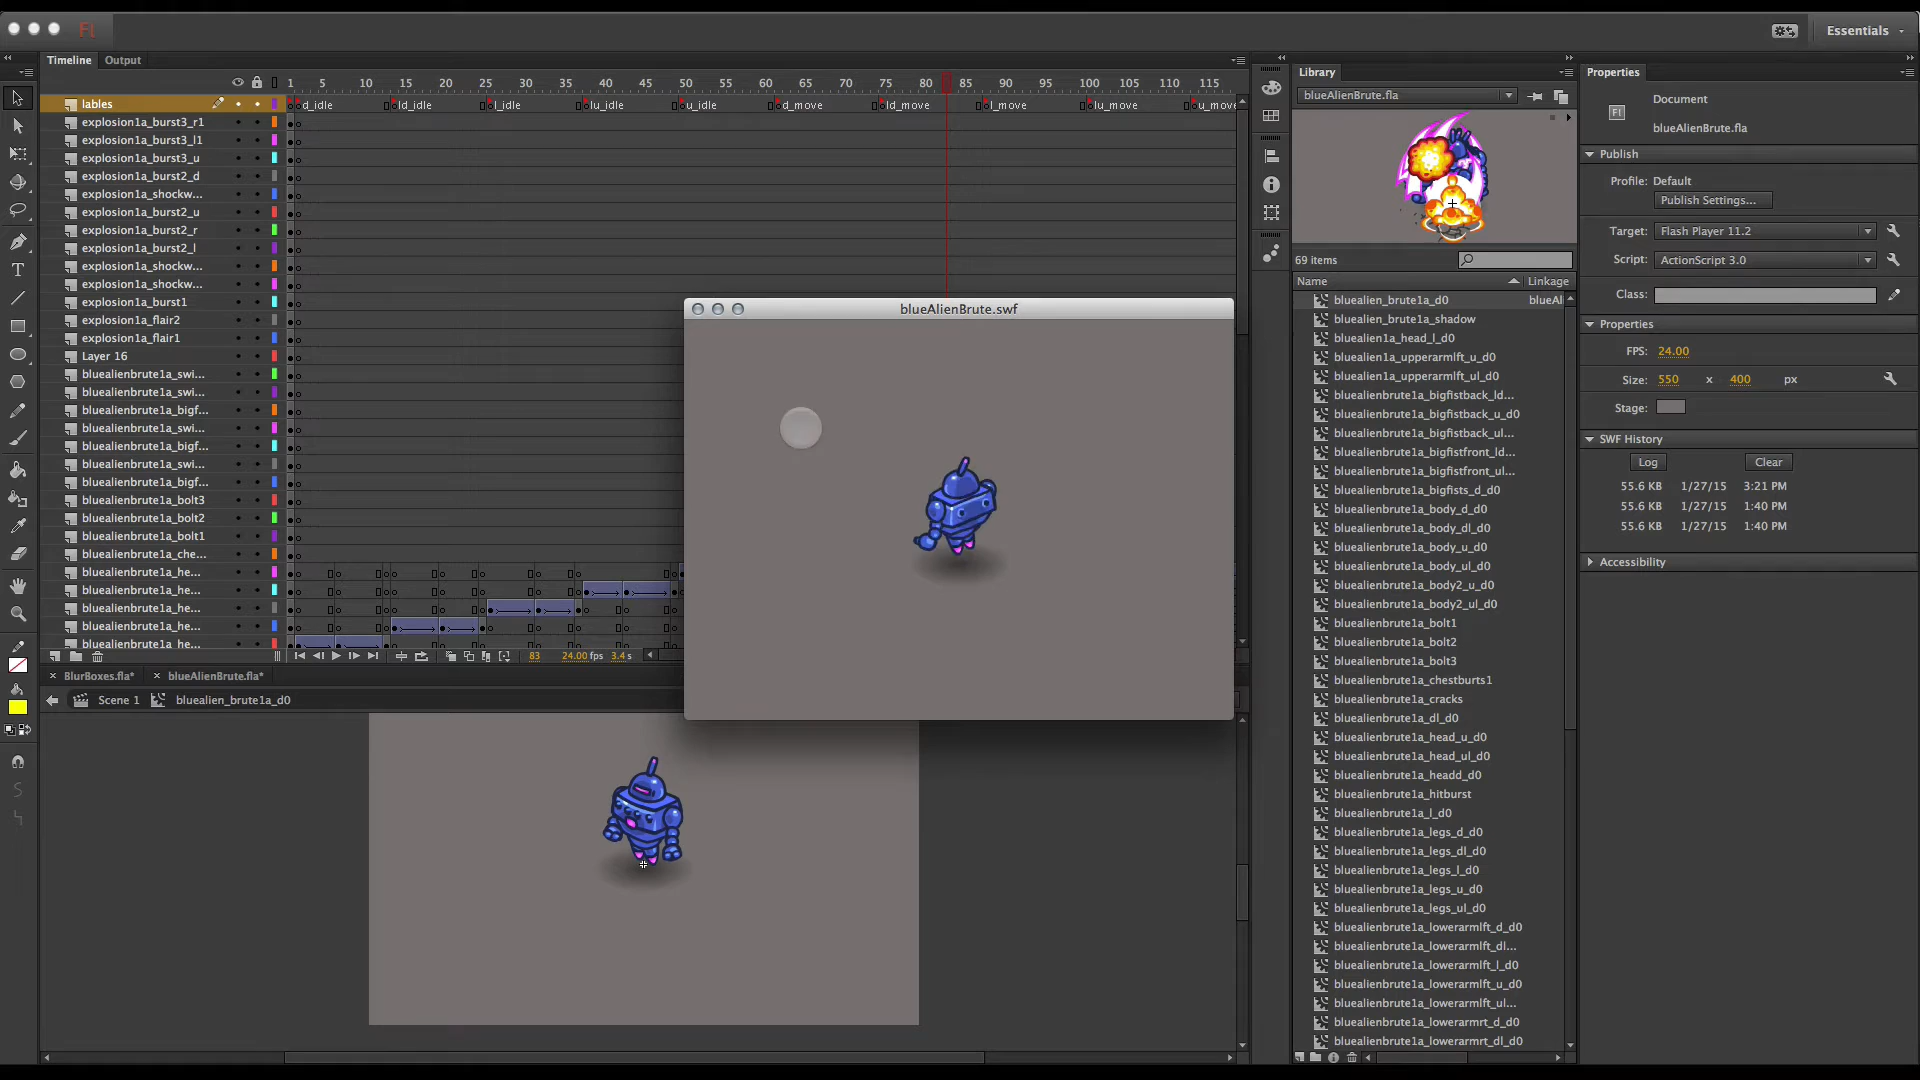 Fl
Essentials
Timeline
Output
1 5 10 15 20 25 30 35 40 45 50 55 60 65 70 75 80 85 90 95 100 105 110 115
lables
d_idle
ld_idle
l_idle
lu_idle
u_idle
d_move
ld_move
l_move
lu_move
u_move
explosion1a_burst3_r1
explosion1a_burst3_l1
explosion1a_burst3_u
explosion1a_burst2_d
explosion1a_shockw...
explosion1a_burst2_u
explosion1a_burst2_r
explosion1a_burst2_l
explosion1a_shockw...
explosion1a_shockw...
explosion1a_burst1
explosion1a_flair2
explosion1a_flair1
Layer 16
bluealienbrute1a_swi...
bluealienbrute1a_swi...
bluealienbrute1a_bigf...
bluealienbrute1a_swi...
bluealienbrute1a_bigf...
bluealienbrute1a_swi...
bluealienbrute1a_bigf...
bluealienbrute1a_bolt3
bluealienbrute1a_bolt2
bluealienbrute1a_bolt1
bluealienbrute1a_che...
bluealienbrute1a_he...
bluealienbrute1a_he...
bluealienbrute1a_he...
bluealienbrute1a_he...
bluealienbrute1a_he...
83
24.00 fps
3.4 s
BlurBoxes.fla*
blueAlienBrute.fla*
Scene 1
bluealien_brute1a_d0
blueAlienBrute.swf
Library
blueAlienBrute.fla
69 items
Name
Linkage
bluealien_brute1a_d0
blueAl
bluealien_brute1a_shadow
bluealien1a_head_l_d0
bluealien1a_upperarmlft_u_d0
bluealien1a_upperarmlft_ul_d0
bluealienbrute1a_bigfistback_ld...
bluealienbrute1a_bigfistback_u_d0
bluealienbrute1a_bigfistback_ul...
bluealienbrute1a_bigfistfront_ld...
bluealienbrute1a_bigfistfront_ul...
bluealienbrute1a_bigfists_d_d0
bluealienbrute1a_body_d_d0
bluealienbrute1a_body_dl_d0
bluealienbrute1a_body_u_d0
bluealienbrute1a_body_ul_d0
bluealienbrute1a_body2_u_d0
bluealienbrute1a_body2_ul_d0
bluealienbrute1a_bolt1
bluealienbrute1a_bolt2
bluealienbrute1a_bolt3
bluealienbrute1a_chestburts1
bluealienbrute1a_cracks
bluealienbrute1a_dl_d0
bluealienbrute1a_head_u_d0
bluealienbrute1a_head_ul_d0
bluealienbrute1a_headd_d0
bluealienbrute1a_hitburst
bluealienbrute1a_l_d0
bluealienbrute1a_legs_d_d0
bluealienbrute1a_legs_dl_d0
bluealienbrute1a_legs_l_d0
bluealienbrute1a_legs_u_d0
bluealienbrute1a_legs_ul_d0
bluealienbrute1a_lowerarmlft_d_d0
bluealienbrute1a_lowerarmlft_dl...
bluealienbrute1a_lowerarmlft_l_d0
bluealienbrute1a_lowerarmlft_u_d0
bluealienbrute1a_lowerarmlft_ul...
bluealienbrute1a_lowerarmrt_d_d0
bluealienbrute1a_lowerarmrt_dl_d0
Properties
Fl
Document
blueAlienBrute.fla
Publish
Profile: Default
Publish Settings...
Target: Flash Player 11.2
Script: ActionScript 3.0
Class:
Properties
FPS: 24.00
Size: 550 x 400 px
Stage:
SWF History
Log
Clear
55.6 KB 1/27/15 3:21 PM
55.6 KB 1/27/15 1:40 PM
55.6 KB 1/27/15 1:40 PM
Accessibility